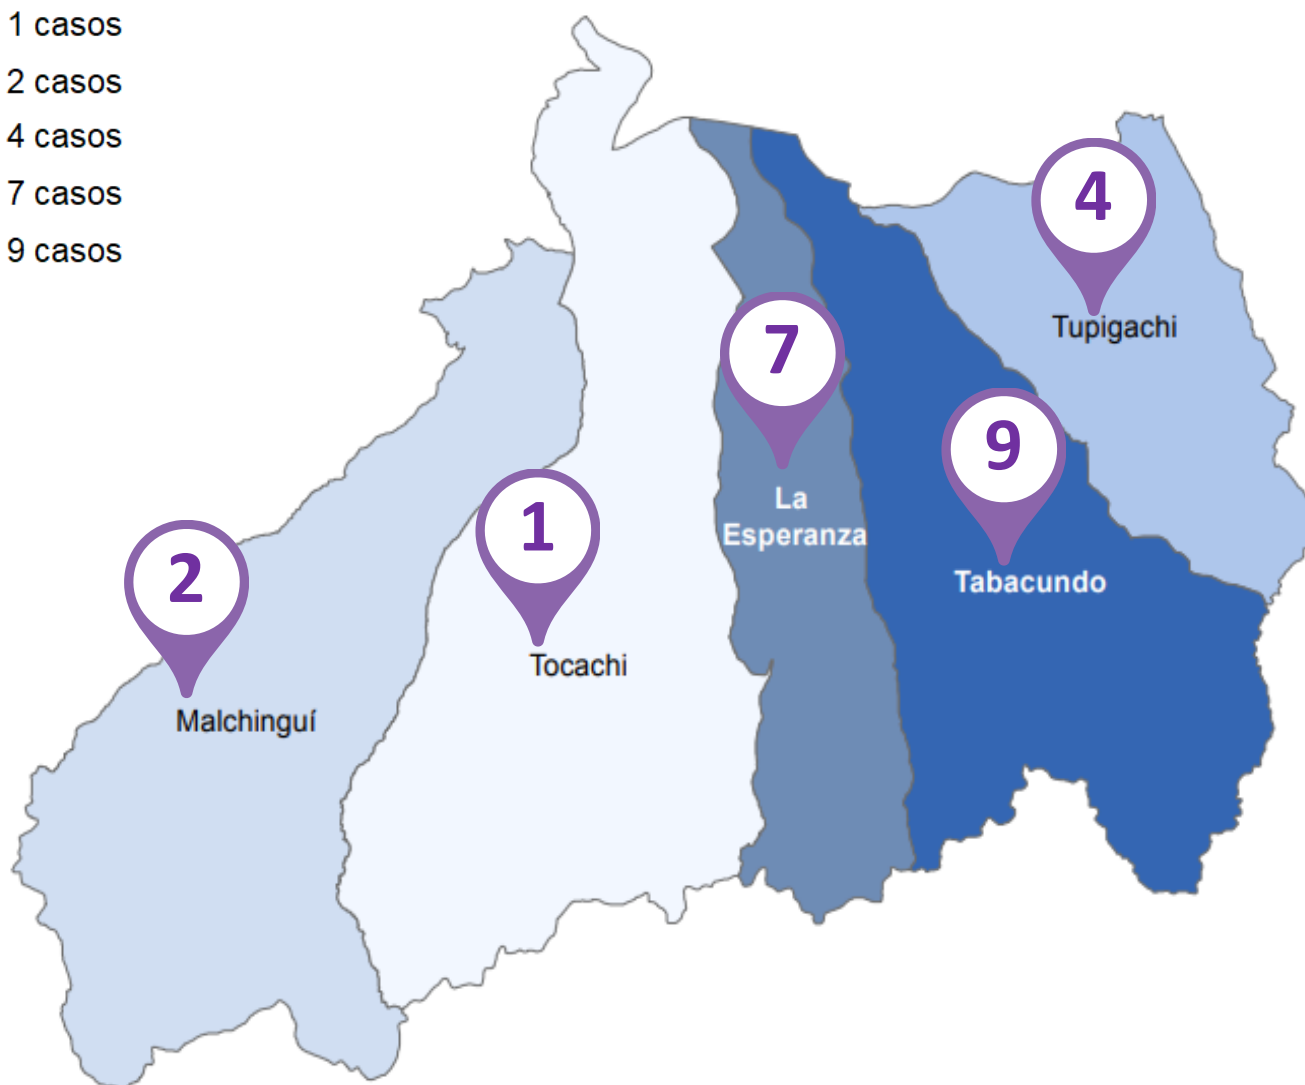 1 casos
2 casos
4 casos
7 casos
9 casos
4
Tupigachi
7
La
Esperanza
9
Tabacundo
1
Tocachi
2
Malchinguí